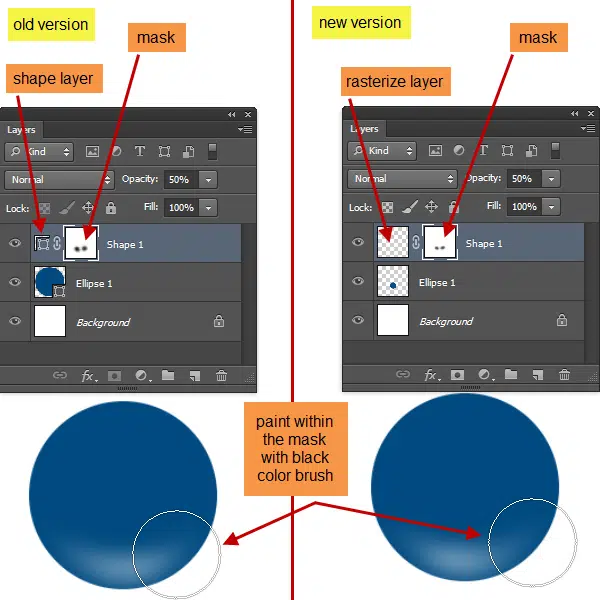 old version
mask
shape layer
Layers
Kind
T
Normal
Opacity: 50%
Lock:
Fill: 100%
Shape 1
Ellipse 1
Background
fx
new version
mask
rasterize layer
Layers
Kind
T
Normal
Opacity: 50%
Lock:
Fill: 100%
Shape 1
Ellipse 1
Background
fx
paint within
the mask
with black
color brush